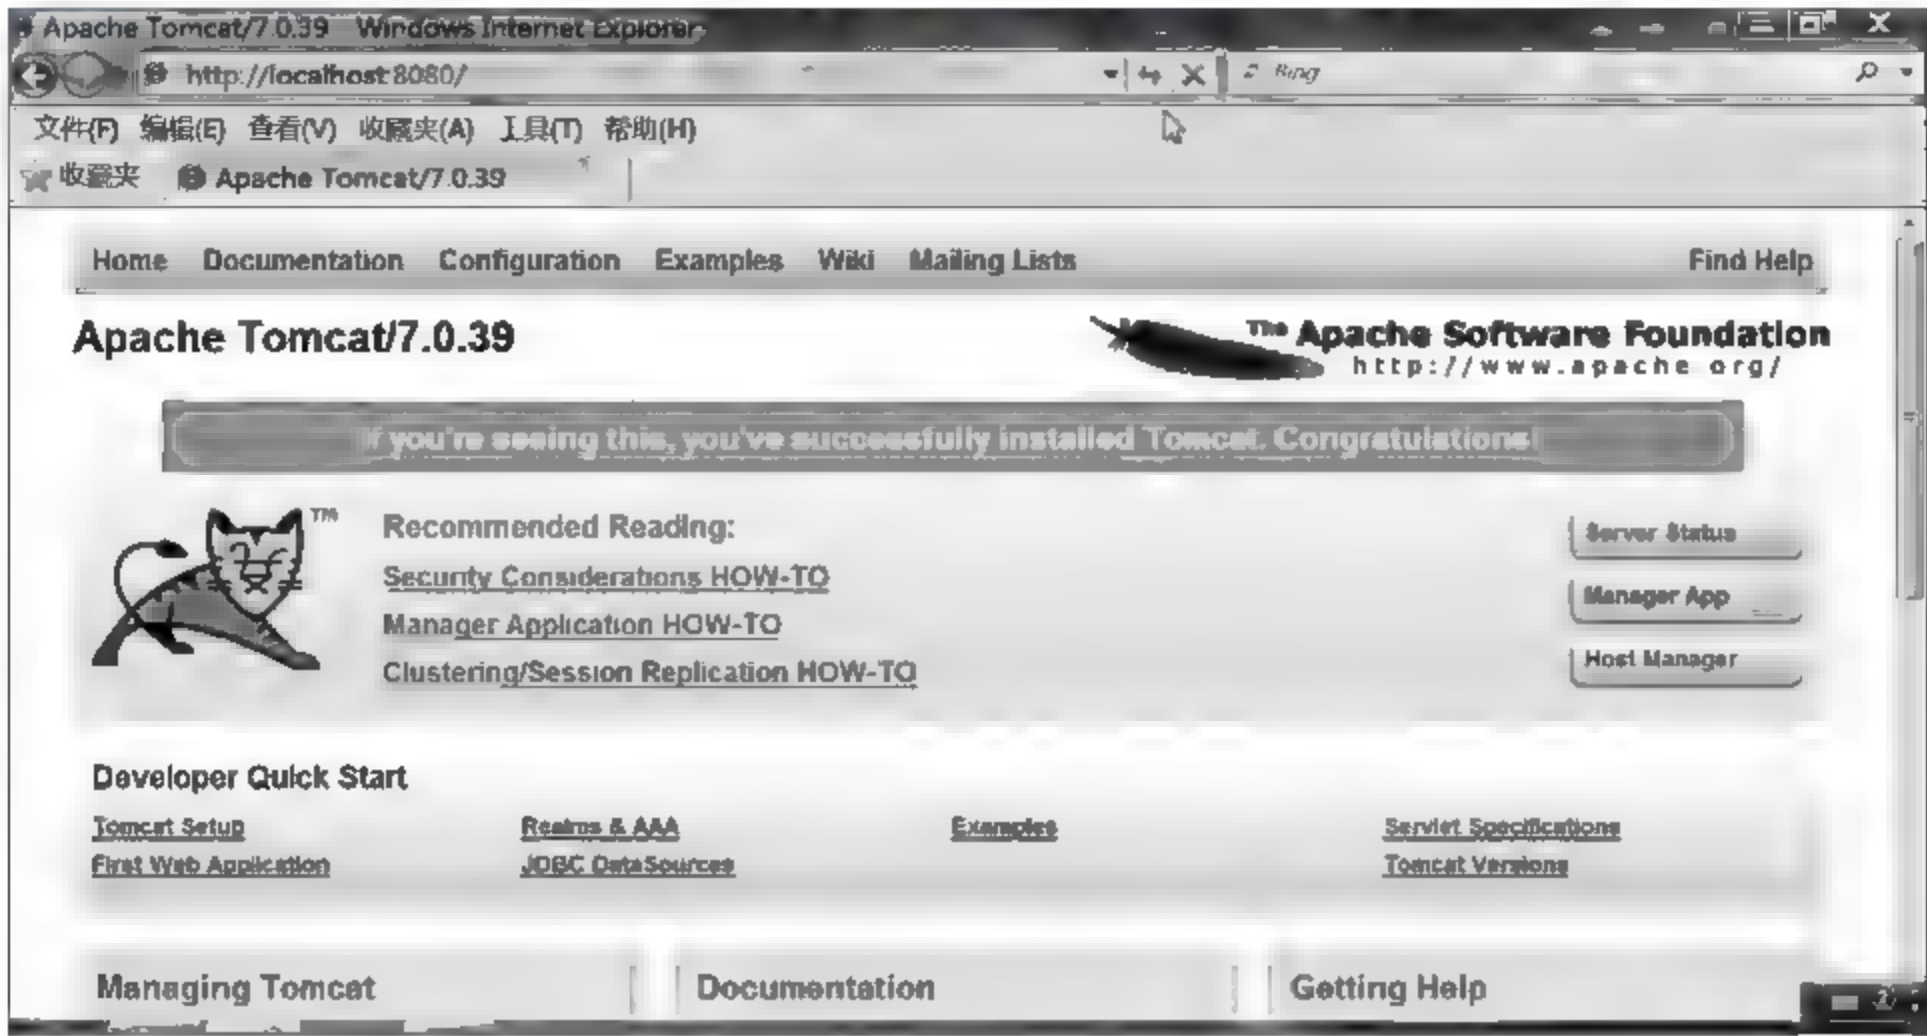 Apache Tomcat/7.0.39 Windows Internet Explorer
http://localhost:8080/
Bing
文件(F) 编辑(E) 查看(V) 收藏夹(A) 工具(T) 帮助(H)
收藏夹 Apache Tomcat/7.0.39
Home Documentation Configuration Examples Wiki Mailing Lists Find Help
Apache Tomcat/7.0.39
The Apache Software Foundation
http://www.apache.org/
If you're seeing this, you've successfully installed Tomcat. Congratulations!
TM
Recommended Reading:
Security Considerations HOW-TO
Manager Application HOW-TO
Clustering/Session Replication HOW-TO
Server Status
Manager App
Host Manager
Developer Quick Start
Tomcat Setup Realms & AAA Examples Servlet Specifications
First Web Application JDBC DataSources Tomcat Versions
Managing Tomcat Documentation Getting Help